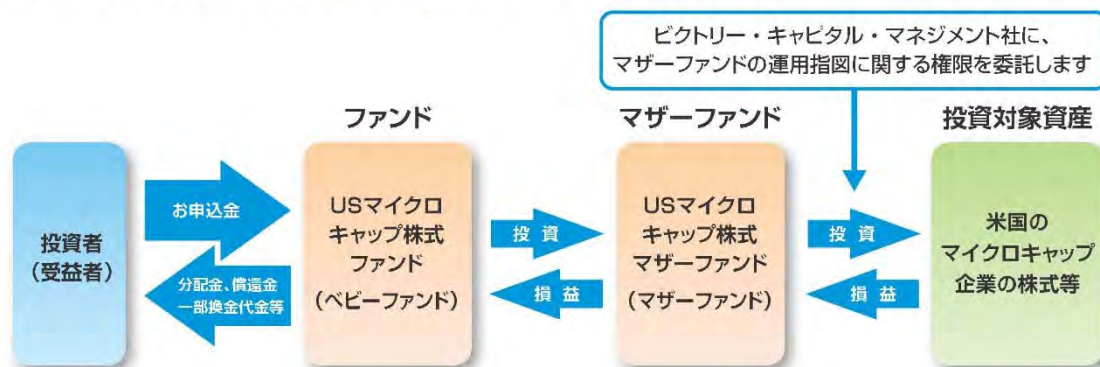 ビクトリー・キャピタル・マネジメント社に、
マザーファンドの運用指図に関する権限を委託します
ファンド
マザーファンド
投資対象資産
投資者
（受益者）
お申込金
分配金、償還金
一部換金代金等
USマイクロ
キャップ株式
ファンド
（ベビーファンド）
投資
損益
USマイクロ
キャップ株式
マザーファンド
（マザーファンド）
投資
損益
米国の
マイクロキャップ
企業の株式等